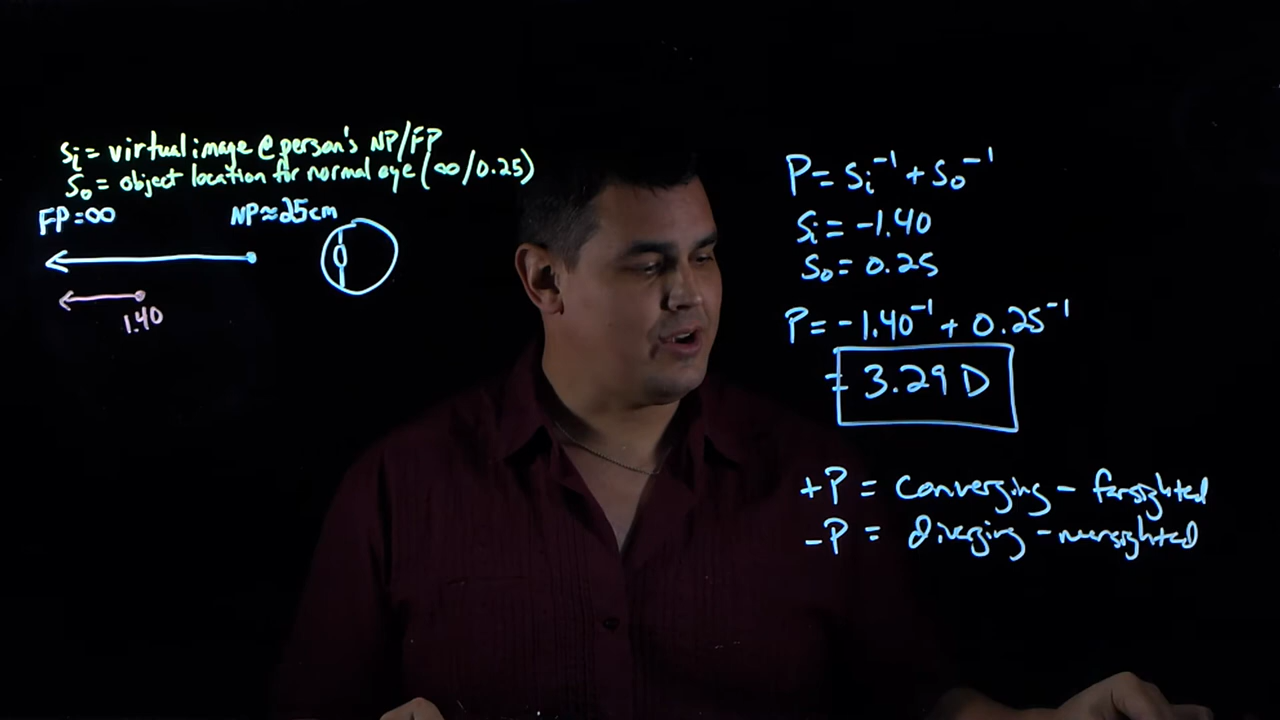 Si = virtual image @ person's NP/FP
So = object location for normal eye (∞/0.25)
FP = ∞
NP ≈ 25cm
1.40
P = Si⁻¹ + So⁻¹
Si = -1.40
So = 0.25
P = -1.40⁻¹ + 0.25⁻¹
= 3.29 D
+P = converging - farsighted
-P = diverging - nearsighted